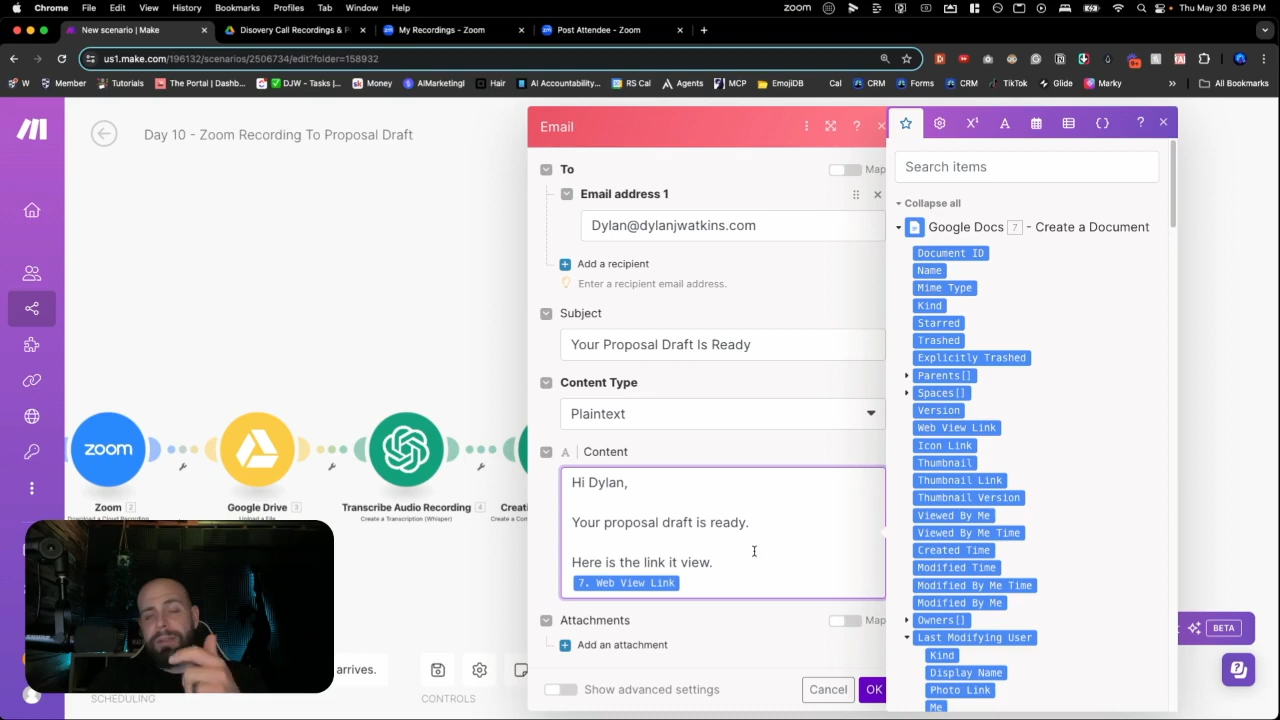 Chrome File Edit View History Bookmarks Profiles Tab Window Help
zoom
Thu May 30 8:36 PM
New scenario | Make
Discovery Call Recordings & P
My Recordings - Zoom
Post Attendee - Zoom
us1.make.com/196132/scenarios/2506734/edit?folder=158932
W Member Tutorials The Portal | Dashb... DJW - Tasks |... Money AIMarketingI Hair AI Accountability... RS Cal Agents MCP EmojiDB Cal CRM Forms CRM TikTok Glide Marky » All Bookmarks
Day 10 - Zoom Recording To Proposal Draft
zoom
Zoom 2
Download a Cloud Recording
Google Drive 3
Upload a File
Transcribe Audio Recording 4
Create a Transcription (Whisper)
Creati
Create a Com
arrives.
SCHEDULING
CONTROLS
Email
To
Map
Email address 1
Dylan@dylanjwatkins.com
Add a recipient
Enter a recipient email address.
Subject
Your Proposal Draft Is Ready
Content Type
Plaintext
A | Content
Hi Dylan,
Your proposal draft is ready.
Here is the link it view.
7. Web View Link
Attachments
Map
Add an attachment
Show advanced settings
Cancel
OK
Search items
Collapse all
Google Docs 7 - Create a Document
Document ID
Name
Mime Type
Kind
Starred
Trashed
Explicitly Trashed
Parents[]
Spaces[]
Version
Web View Link
Icon Link
Thumbnail
Thumbnail Link
Thumbnail Version
Viewed By Me
Viewed By Me Time
Created Time
Modified Time
Modified By Me Time
Modified By Me
Owners[]
Last Modifying User
Kind
Display Name
Photo Link
Me
BETA